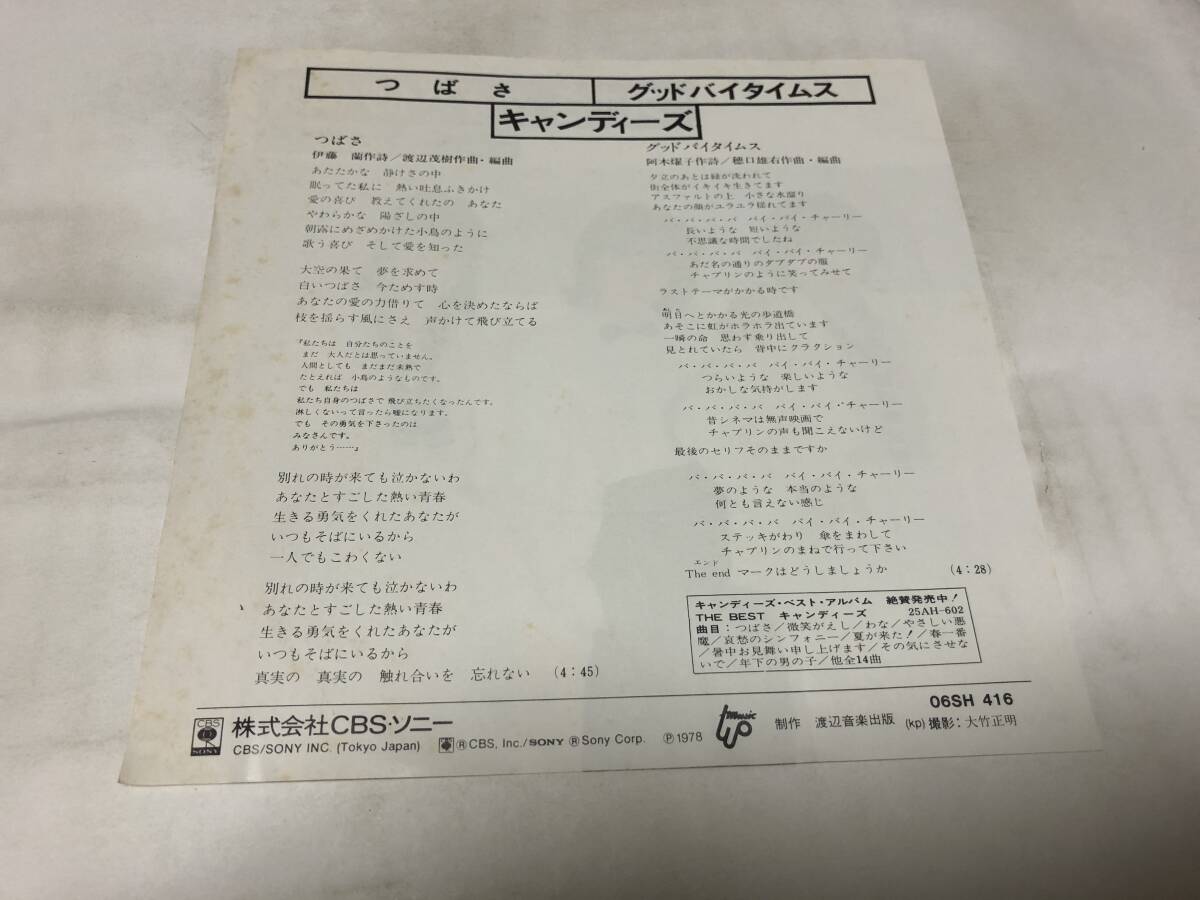 つばさ
グッドバイタイムス
キャンディーズ
つばさ
伊藤 蘭作詩／渡辺茂樹作曲・編曲
あたたかな 静けさの中
眠ってた私に 熱い吐息ふきかけ
愛の喜び 教えてくれたの あなた
やわらかな 陽ざしの中
朝露にめざめかけた小鳥のように
歌う喜び そして愛を知った
大空の果て 夢を求めて
白いつばさ 今ためす時
あなたの愛の力借りて 心を決めたならば
枝を揺らす風にさえ 声かけて飛び立てる
『私たちは 自分たちのことを
まだ 大人だとは思っていません。
人間としても まだまだ未熟で
たとえれば 小鳥のようなものです。
でも 私たちは
私たち自身のつばさで 飛び立ちたくなったんです。
淋しくないって言ったら嘘になります。
でも その勇気を下さったのは
みなさんです。
ありがとう……』
別れの時が来ても泣かないわ
あなたとすごした熱い青春
生きる勇気をくれたあなたが
いつもそばにいるから
一人でもこわくない
別れの時が来ても泣かないわ
あなたとすごした熱い青春
生きる勇気をくれたあなたが
いつもそばにいるから
真実の 真実の 触れ合いを 忘れない (4：45)
グッドバイタイムス
阿木燿子作詩／穂口雄右作曲・編曲
夕立のあとは緑が洗われて
街全体がイキイキ生きてます
アスファルトの上 小さな水溜り
あなたの顔がユラユラ揺れてます
バ・バ・バ・バ バイ・バイ・チャーリー
長いような 短いような
不思議な時間でしたね
バ・バ・バ・バ バイ・バイ・チャーリー
あだ名の通りのダブダブの服
チャプリンのように笑ってみせて
ラストテーマがかかる時です
明日へとかかる光の歩道橋
あそこに虹がホラホラ出ています
一瞬の命 思わず乗り出して
見とれていたら 背中にクラクション
バ・バ・バ・バ バイ・バイ・チャーリー
つらいような 楽しいような
おかしな気持がします
バ・バ・バ・バ バイ・バイ・チャーリー
昔シネマは無声映画で
チャプリンの声も聞こえないけど
最後のセリフそのままですか
バ・バ・バ・バ バイ・バイ・チャーリー
夢のような 本当のような
何とも言えない感じ
バ・バ・バ・バ バイ・バイ・チャーリー
ステッキがわり 傘をまわして
チャプリンのまねで行って下さい
エンド
The end マークはどうしましょうか (4：28)
キャンディーズ・ベスト・アルバム 絶賛発売中！
THE BEST キャンディーズ 25AH-602
曲目：つばさ／微笑がえし／わな／やさしい悪
魔／哀愁のシンフォニー／夏が来た！／春一番
／暑中お見舞い申し上げます／その気にさせな
いで／年下の男の子／他全14曲
06SH 416
CBS
SONY
株式会社CBS・ソニー
CBS/SONY INC. (Tokyo Japan)
®CBS, Inc./SONY ®Sony Corp. ℗1978
music
制作 渡辺音楽出版 (kp) 撮影：大竹正明